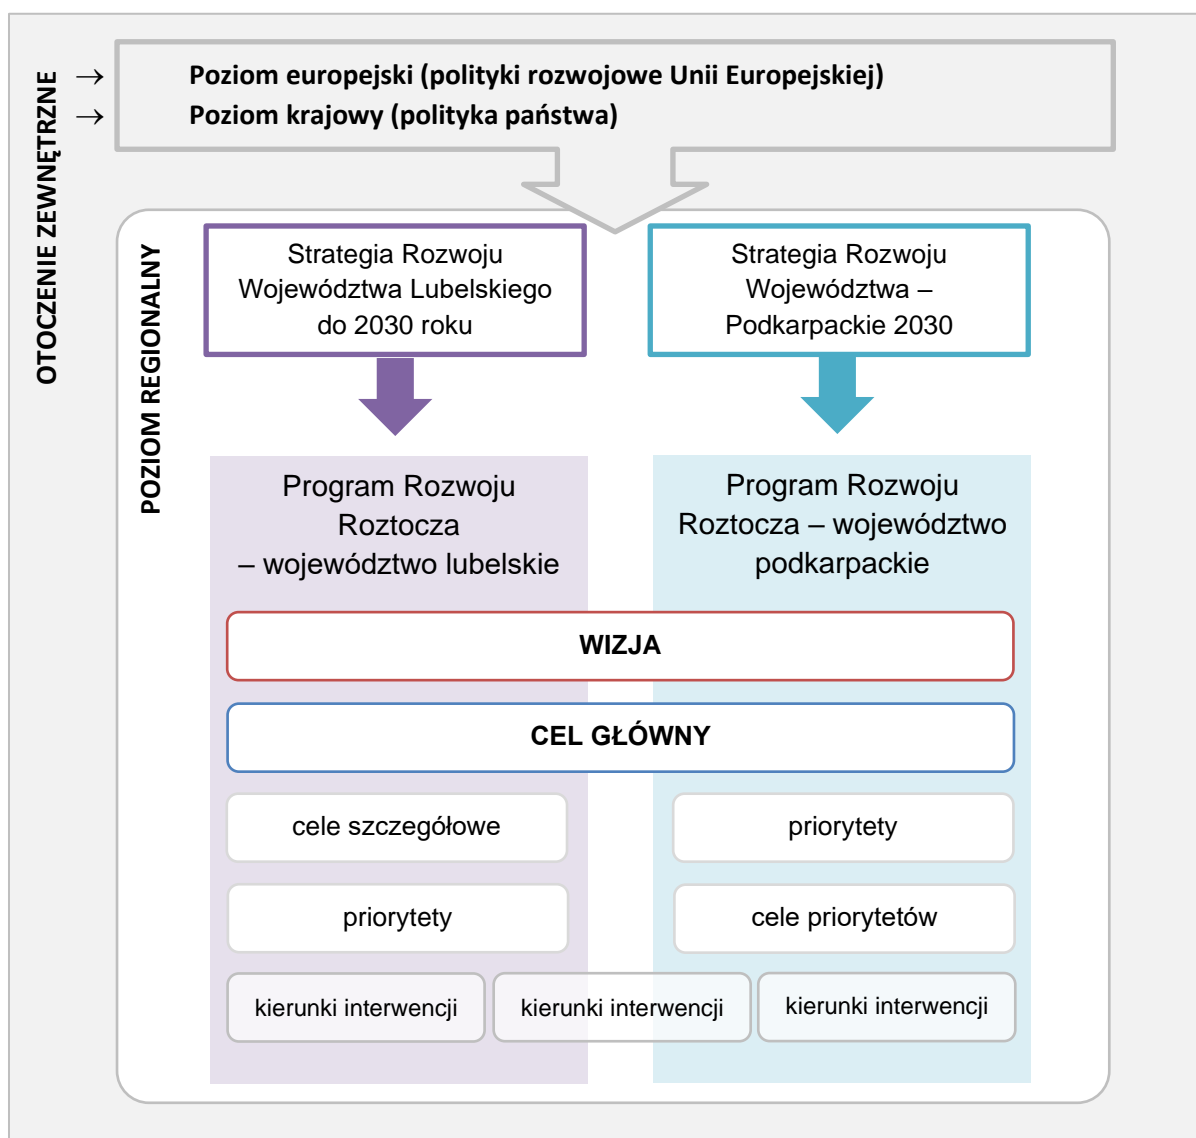 OTOCZENIE ZEWNĘTRZNE
→ Poziom europejski (polityki rozwojowe Unii Europejskiej)
→ Poziom krajowy (polityka państwa)
POZIOM REGIONALNY
Strategia Rozwoju
Województwa Lubelskiego
do 2030 roku
Strategia Rozwoju
Województwa –
Podkarpackie 2030
Program Rozwoju
Roztocza
– województwo lubelskie
Program Rozwoju
Roztocza – województwo
podkarpackie
WIZJA
CEL GŁÓWNY
cele szczegółowe
priorytety
priorytety
cele priorytetów
kierunki interwencji
kierunki interwencji
kierunki interwencji